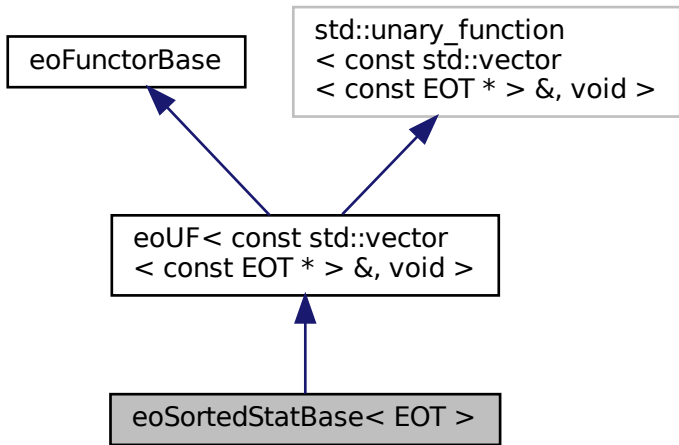 eoFunctorBase
std::unary_function
< const std::vector
< const EOT * > &, void >
eoUF< const std::vector
< const EOT * > &, void >
eoSortedStatBase< EOT >